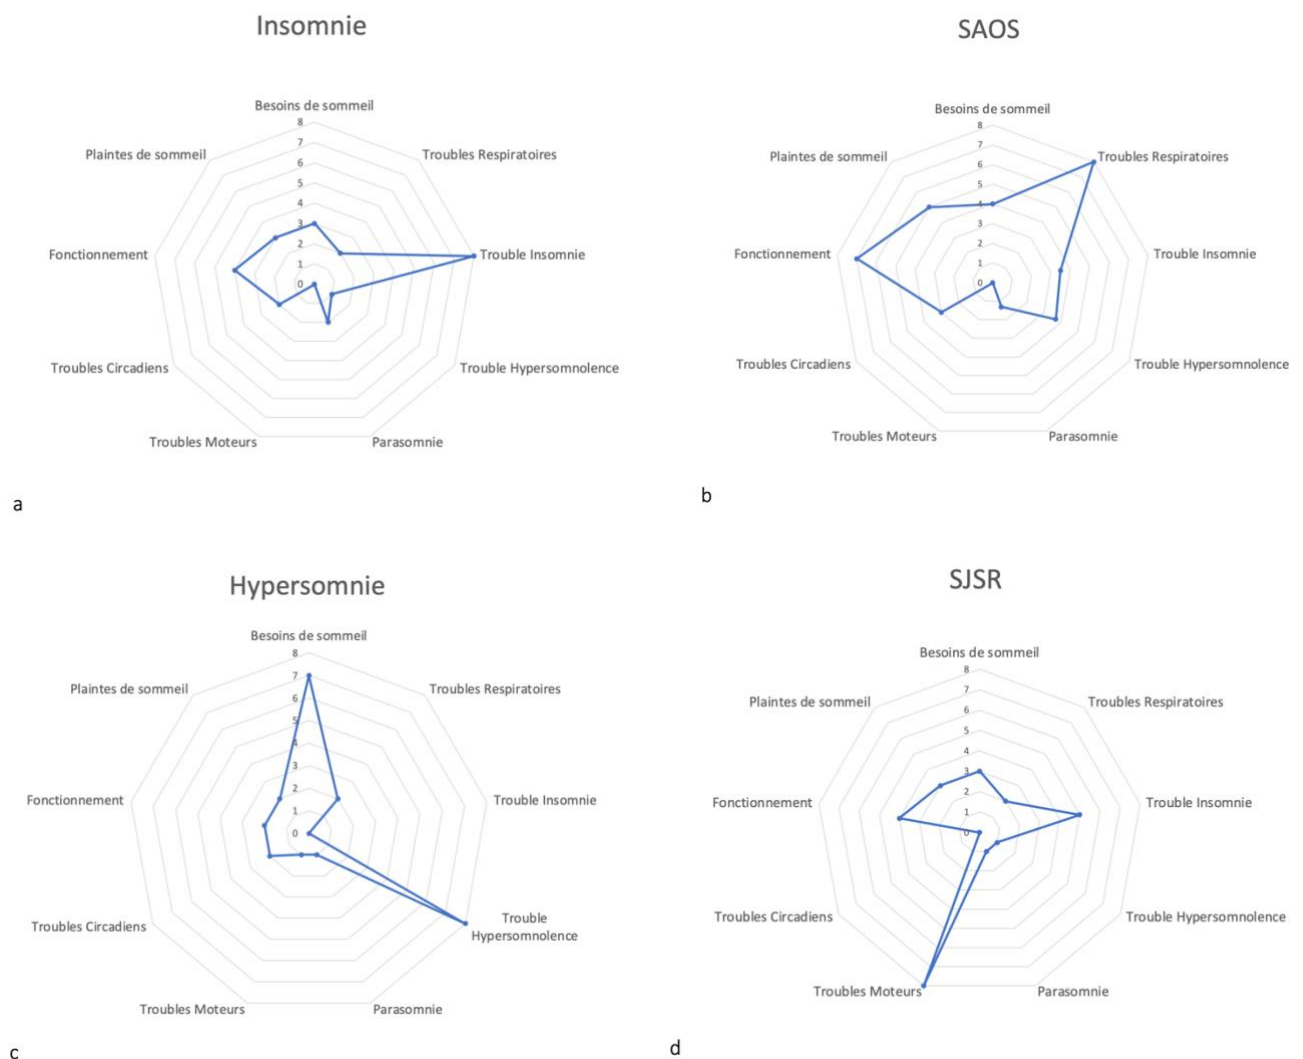 Insomnie
Besoins de sommeil
8
7
6
5
4
3
2
1
0
Troubles Respiratoires
Trouble Insomnie
Trouble Hypersomnolence
Parasomnie
Troubles Moteurs
Troubles Circadiens
Fonctionnement
Plaintes de sommeil
a
SAOS
Besoins de sommeil
8
7
6
5
4
3
2
1
0
Troubles Respiratoires
Trouble Insomnie
Trouble Hypersomnolence
Parasomnie
Troubles Moteurs
Troubles Circadiens
Fonctionnement
Plaintes de sommeil
b
Hypersomnie
Besoins de sommeil
8
7
6
5
4
3
2
1
0
Troubles Respiratoires
Trouble Insomnie
Trouble
Hypersomnolence
Parasomnie
Troubles Moteurs
Troubles Circadiens
Fonctionnement
Plaintes de sommeil
c
SJSR
Besoins de sommeil
8
7
6
5
4
3
2
1
0
Troubles Respiratoires
Trouble Insomnie
Trouble Hypersomnolence
Parasomnie
Troubles Moteurs
Troubles Circadiens
Fonctionnement
Plaintes de sommeil
d